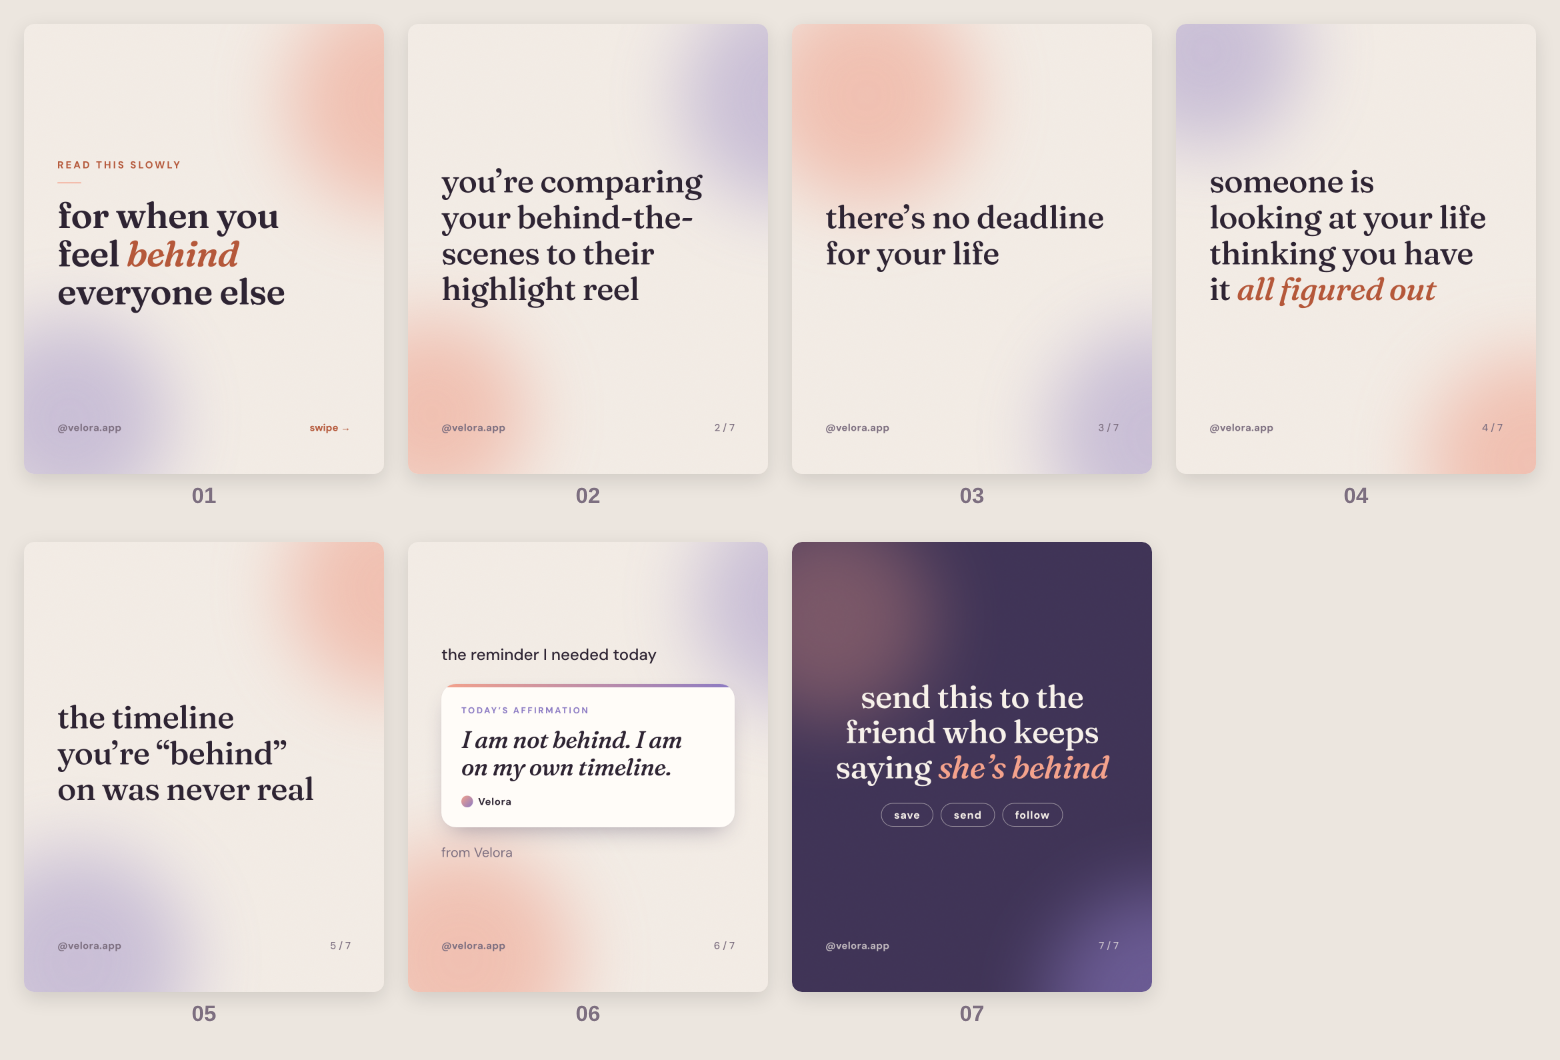 READ THIS SLOWLY
for when you
feel behind
everyone else
@velora.app
swipe →
01
you’re comparing
your behind-the-
scenes to their
highlight reel
@velora.app
2 / 7
02
there’s no deadline
for your life
@velora.app
3 / 7
03
someone is
looking at your life
thinking you have
it all figured out
@velora.app
4 / 7
04
the timeline
you’re “behind”
on was never real
@velora.app
5 / 7
05
the reminder I needed today
TODAY’S AFFIRMATION
I am not behind. I am
on my own timeline.
Velora
from Velora
@velora.app
6 / 7
06
send this to the
friend who keeps
saying she’s behind
save
send
follow
@velora.app
7 / 7
07